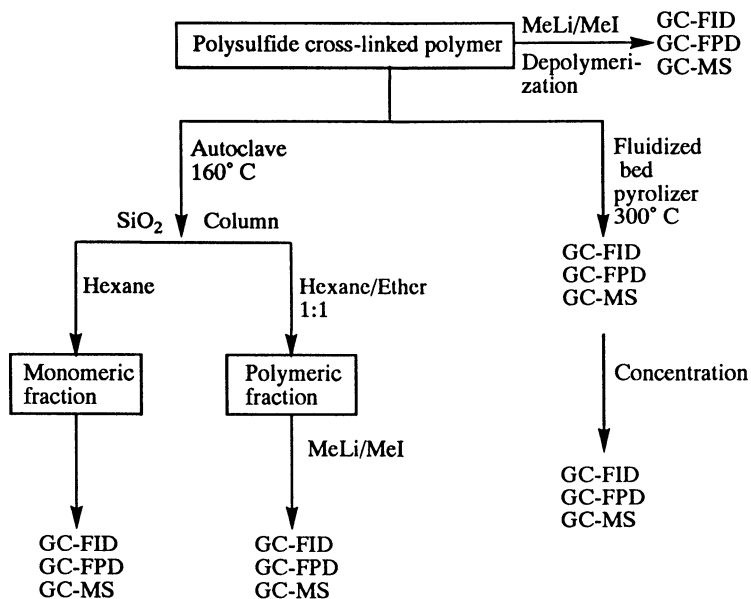 Polysulfide cross-linked polymer
MeLi/MeI
Depolymeri-
zation
GC-FID
GC-FPD
GC-MS
Autoclave
160° C
SiO₂ Column
Hexane
Hexane/Ether
1:1
Monomeric
fraction
Polymeric
fraction
MeLi/MeI
GC-FID
GC-FPD
GC-MS
GC-FID
GC-FPD
GC-MS
Fluidized
bed
pyrolizer
300° C
GC-FID
GC-FPD
GC-MS
Concentration
GC-FID
GC-FPD
GC-MS